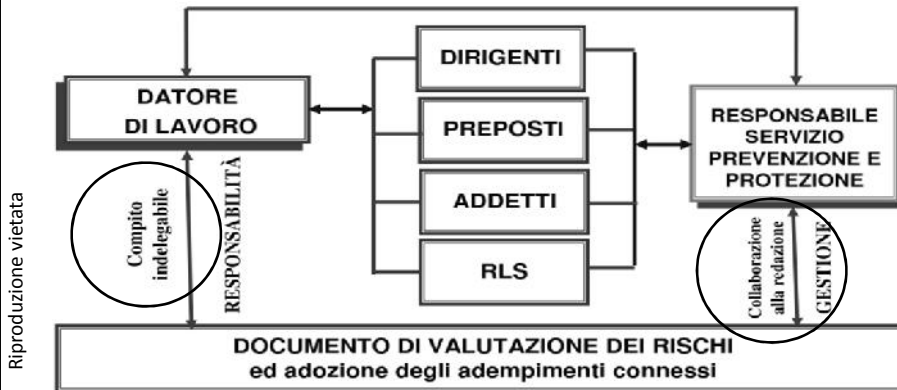 DIRIGENTI
DATORE
DI LAVORO
PREPOSTI
RESPONSABILE
SERVIZIO
PREVENZIONE E
PROTEZIONE
ADDETTI
RLS
Compito
indelegabile
RESPONSABILITÀ
Collaborazione
alla redazione
GESTIONE
Riproduzione vietata
DOCUMENTO DI VALUTAZIONE DEI RISCHI
ed adozione degli adempimenti connessi